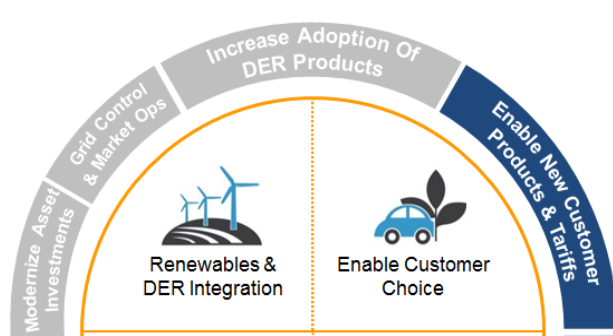 Increase Adoption Of
DER Products
Grid Control
& Market Ops
Enable New Customer
Products & Tariffs
Modernize Asset
Investments
Renewables &
DER Integration
Enable Customer
Choice